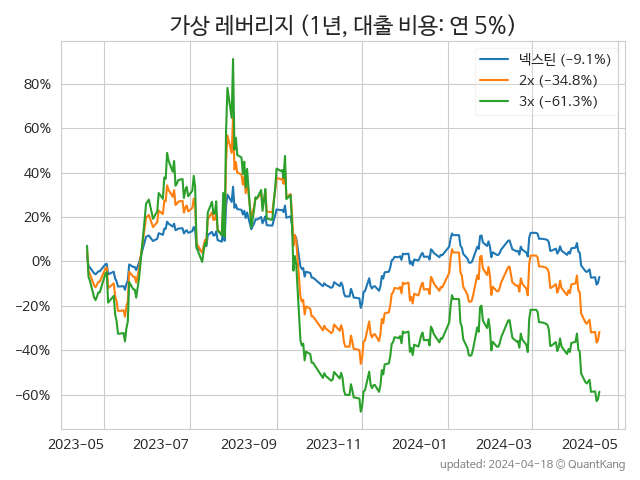 가상 레버리지 (1년, 대출 비용: 연 5%)
넥스틴 (−9.1%)
2x (−34.8%)
3x (−61.3%)
80%
60%
40%
20%
0%
−20%
−40%
−60%
2023-05 2023-07 2023-09 2023-11 2024-01 2024-03 2024-05
updated: 2024-04-18 © QuantKang